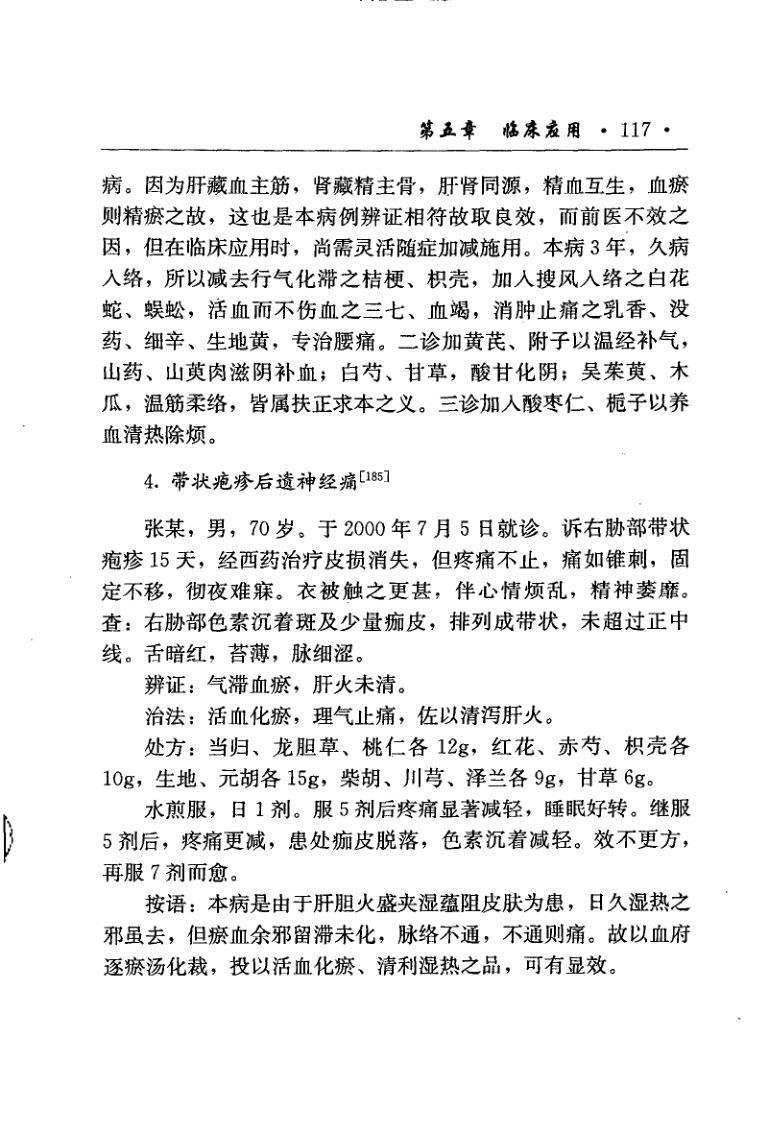 第五章 临床应用 · 117 ·
病。因为肝藏血主筋，肾藏精主骨，肝肾同源，精血互生，血瘀
则精瘀之故，这也是本病例辨证相符故取良效，而前医不效之
因，但在临床应用时，尚需灵活随症加减施用。本病 3 年，久病
入络，所以减去行气化滞之桔梗、枳壳，加入搜风入络之白花
蛇、蜈蚣，活血而不伤血之三七、血竭，消肿止痛之乳香、没
药、细辛、生地黄，专治腰痛。二诊加黄芪、附子以温经补气，
山药、山萸肉滋阴补血；白芍、甘草，酸甘化阴；吴茱萸、木
瓜，温筋柔络，皆属扶正求本之义。三诊加入酸枣仁、栀子以养
血清热除烦。
4. 带状疱疹后遗神经痛[185]
张某，男，70 岁。于 2000 年 7 月 5 日就诊。诉右胁部带状
疱疹 15 天，经西药治疗皮损消失，但疼痛不止，痛如锥刺，固
定不移，彻夜难寐。衣被触之更甚，伴心情烦乱，精神萎靡。
查：右胁部色素沉着斑及少量痂皮，排列成带状，未超过正中
线。舌暗红，苔薄，脉细涩。
辨证：气滞血瘀，肝火未清。
治法：活血化瘀，理气止痛，佐以清泻肝火。
处方：当归、龙胆草、桃仁各 12g，红花、赤芍、枳壳各
10g，生地、元胡各 15g，柴胡、川芎、泽兰各 9g，甘草 6g。
水煎服，日 1 剂。服 5 剂后疼痛显著减轻，睡眠好转。继服
5 剂后，疼痛更减，患处痂皮脱落，色素沉着减轻。效不更方，
再服 7 剂而愈。
按语：本病是由于肝胆火盛夹湿蕴阻皮肤为患，日久湿热之
邪虽去，但瘀血余邪留滞未化，脉络不通，不通则痛。故以血府
逐瘀汤化裁，投以活血化瘀、清利湿热之品，可有显效。